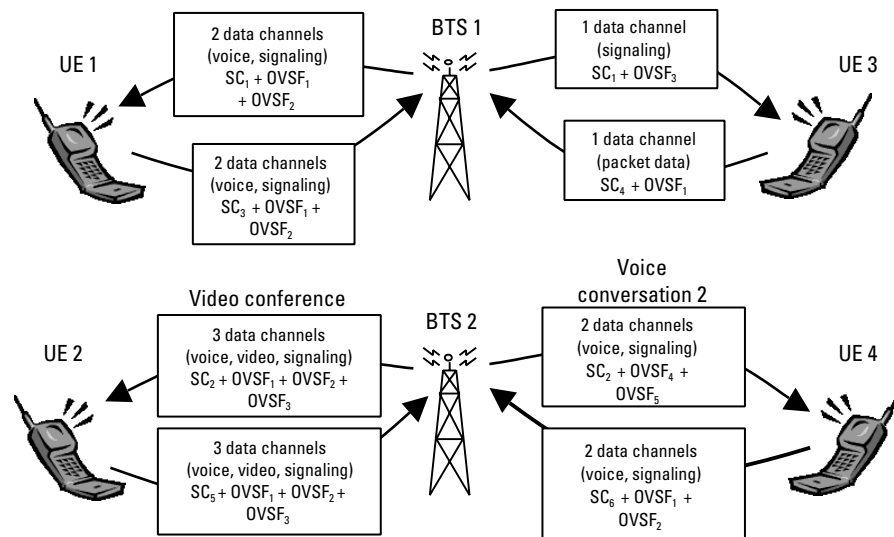 BTS 1
UE 1
2 data channels
(voice, signaling)
SC₁ + OVSF₁
+ OVSF₂
1 data channel
(signaling)
SC₁ + OVSF₃
UE 3
2 data channels
(voice, signaling)
SC₃ + OVSF₁ +
OVSF₂
1 data channel
(packet data)
SC₄ + OVSF₁
Video conference
BTS 2
Voice
conversation 2
UE 2
3 data channels
(voice, video, signaling)
SC₂ + OVSF₁ + OVSF₂ +
OVSF₃
2 data channels
(voice, signaling)
SC₂ + OVSF₄ +
OVSF₅
UE 4
3 data channels
(voice, video, signaling)
SC₅ + OVSF₁ + OVSF₂ +
OVSF₃
2 data channels
(voice, signaling)
SC₆ + OVSF₁ +
OVSF₂